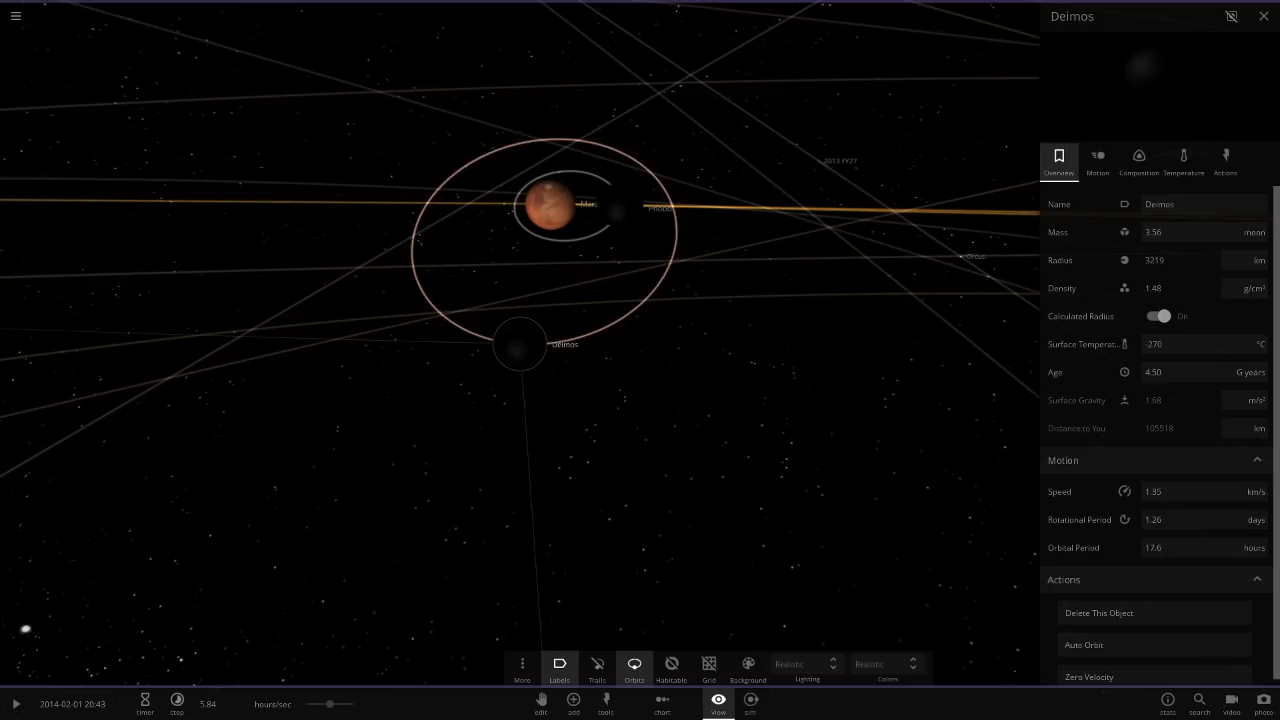 Deimos
Overview Motion Composition Temperature Actions
Name Deimos
Mass 3.56 moon
Radius 3219 km
Density 1.48 g/cm³
Calculated Radius On
Surface Temperat... -270 °C
Age 4.50 G years
Surface Gravity 1.68 m/s²
Distance to You 105518 km
Motion
Speed 1.35 km/s
Rotational Period 1.26 days
Orbital Period 17.6 hours
Actions
Delete This Object
Auto Orbit
Zero Velocity
2013 FY27
Mars
Phobos
Orcus
Deimos
More Labels Trails Orbits Habitable Grid Background
Realistic Realistic
Lighting Colors
2014-02-01 20:43 timer step 5.84 hours/sec edit add tools chart view sim stats search video photo